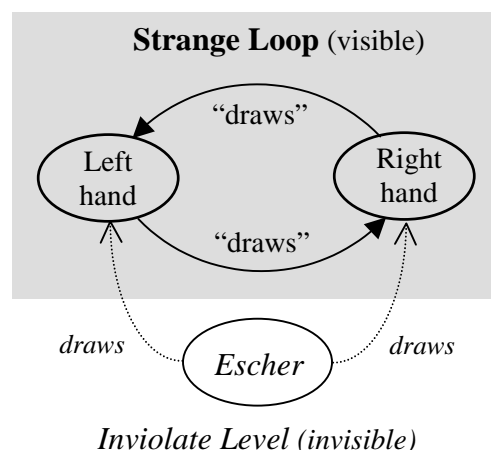 Strange Loop (visible)
“draws”
Left
hand
Right
hand
“draws”
draws
draws
Escher
Inviolate Level (invisible)